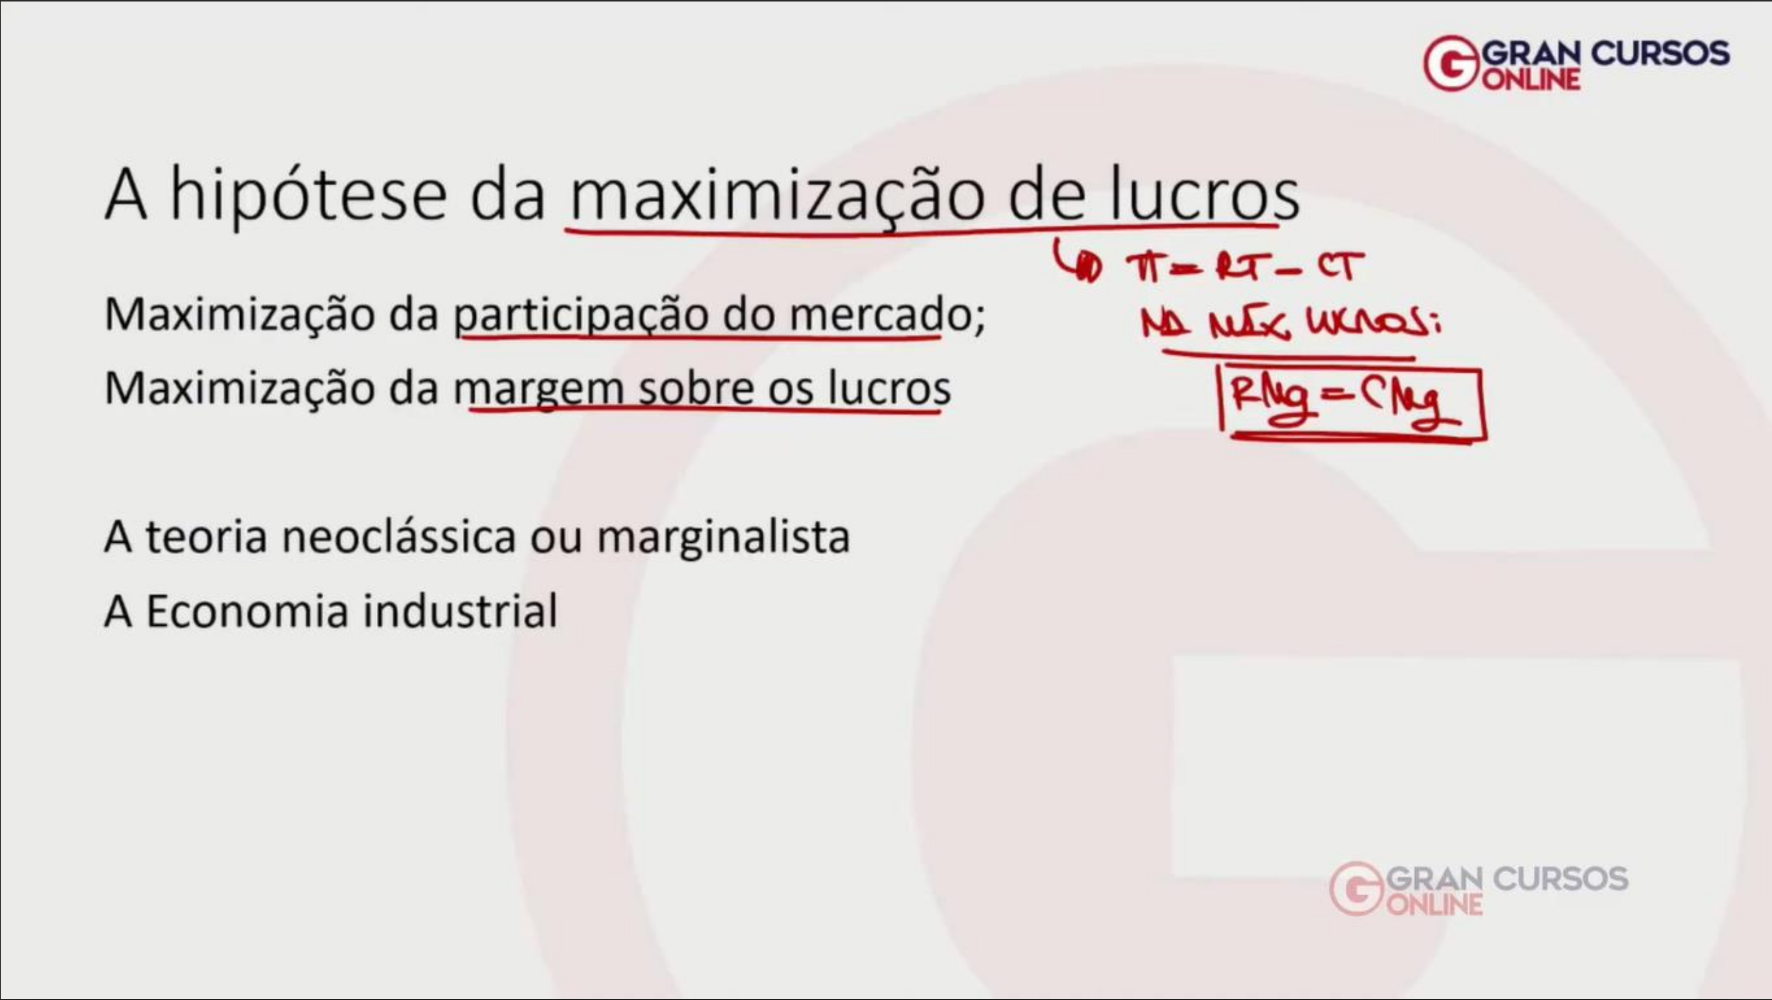 GRAN CURSOS
ONLINE
A hipótese da maximização de lucros
π = RT - CT
Maximização da participação do mercado;
NA MÁX. LUCROS:
Maximização da margem sobre os lucros
RMg = CMg
A teoria neoclássica ou marginalista
A Economia industrial
GRAN CURSOS
ONLINE